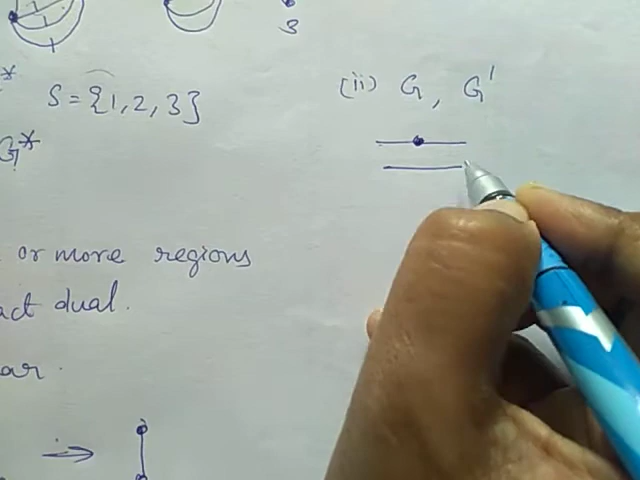 S
*
S = {1, 2, 3}
(ii) G, G'
G*
or more regions
act dual.
ar.